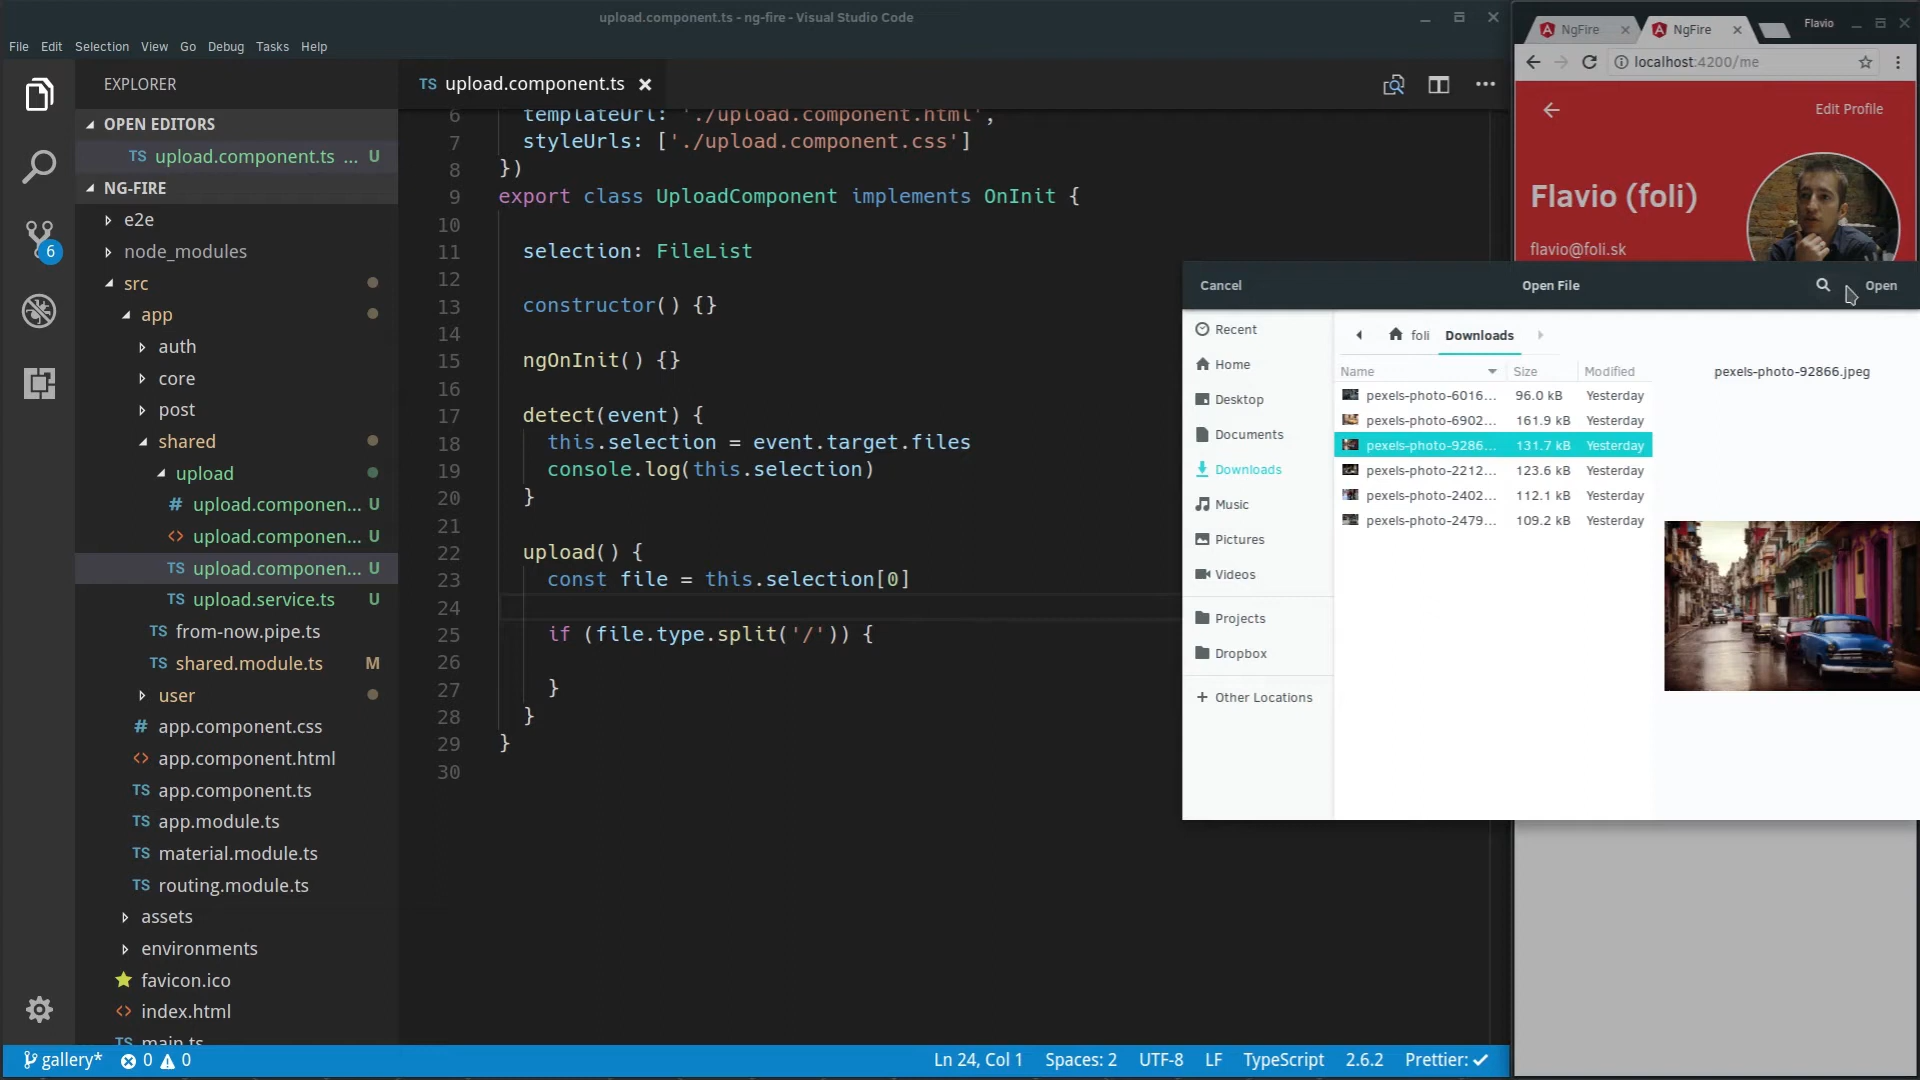 upload.component.ts - ng-fire - Visual Studio Code
File Edit Selection View Go Debug Tasks Help
EXPLORER
OPEN EDITORS
TS upload.component.ts ... U
NG-FIRE
e2e
node_modules
src
app
auth
core
post
shared
upload
# upload.componen... U
<> upload.componen... U
TS upload.componen... U
TS upload.service.ts U
TS from-now.pipe.ts
TS shared.module.ts M
user
# app.component.css
<> app.component.html
TS app.component.ts
TS app.module.ts
TS material.module.ts
TS routing.module.ts
assets
environments
favicon.ico
<> index.html
TS main.ts
6
TS upload.component.ts
6 templateUrl: './upload.component.html',
7 styleUrls: ['./upload.component.css']
8 })
9 export class UploadComponent implements OnInit {
10
11 selection: FileList
12
13 constructor() {}
14
15 ngOnInit() {}
16
17 detect(event) {
18 this.selection = event.target.files
19 console.log(this.selection)
20 }
21
22 upload() {
23 const file = this.selection[0]
24
25 if (file.type.split('/')) {
26
27 }
28 }
29 }
30
gallery* 0 0 Ln 24, Col 1 Spaces: 2 UTF-8 LF TypeScript 2.6.2 Prettier: ✓
NgFire NgFire Flavio
localhost:4200/me
Edit Profile
Flavio (foli)
flavio@foli.sk
Cancel Open File Open
Recent
Home
Desktop
Documents
Downloads
Music
Pictures
Videos
Projects
Dropbox
+ Other Locations
foli Downloads
Name Size Modified
pexels-photo-6016... 96.0 kB Yesterday
pexels-photo-6902... 161.9 kB Yesterday
pexels-photo-9286... 131.7 kB Yesterday
pexels-photo-2212... 123.6 kB Yesterday
pexels-photo-2402... 112.1 kB Yesterday
pexels-photo-2479... 109.2 kB Yesterday
pexels-photo-92866.jpeg